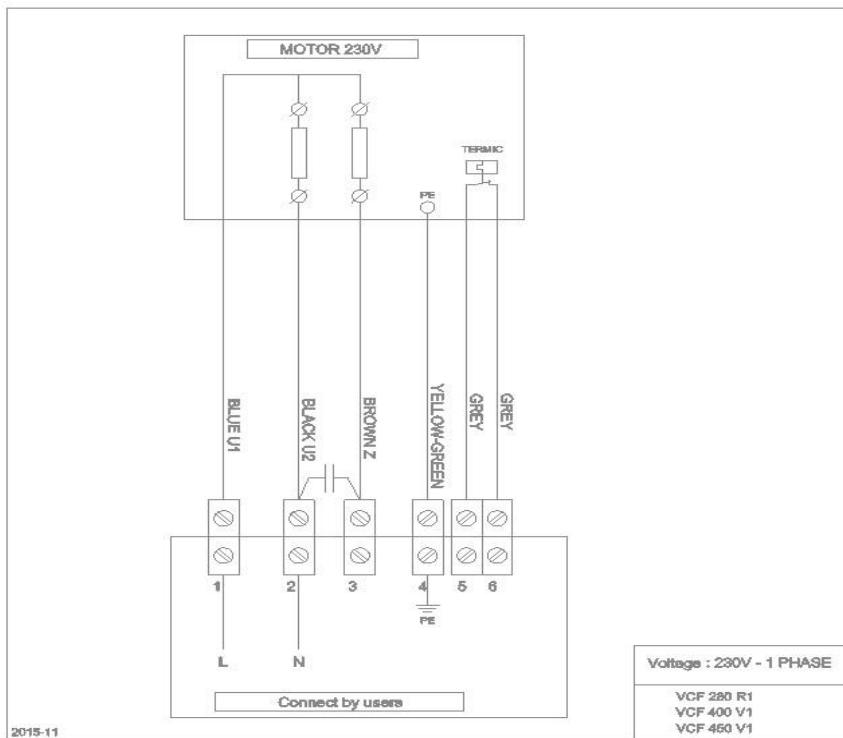 MOTOR 230V
TERMIC
PE
BLUE U1
BLACK U2
BROWN Z
YELLOW-GREEN
GREY
GREY
1 2 3 4 5 6
PE
L N
Connect by users
Voltage : 230V - 1 PHASE
VCF 280 R1
VCF 400 V1
VCF 450 V1
2015-11